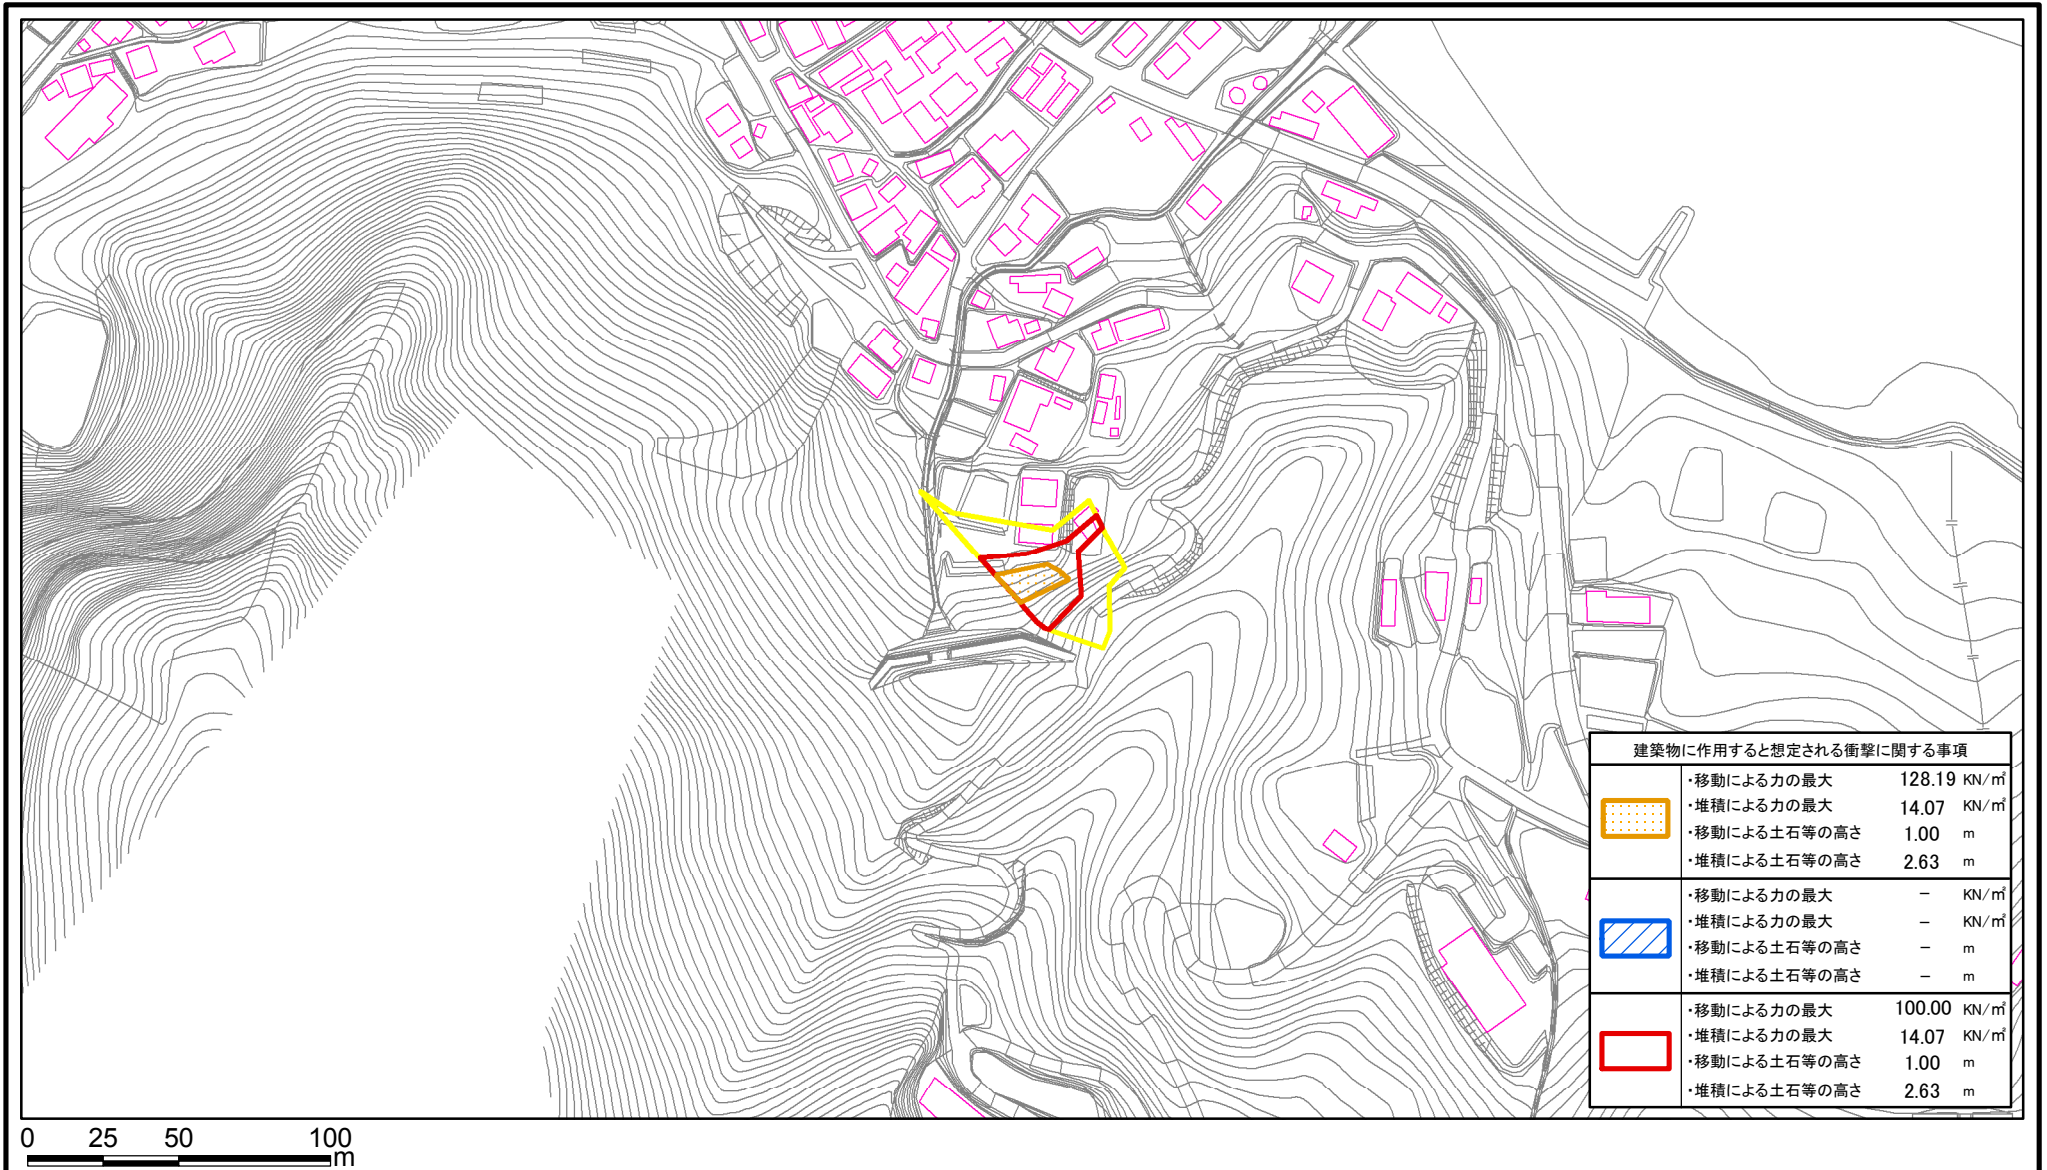 建築物に作用すると想定される衝撃に関する事項
・移動による力の最大 128.19 KN/㎡
・堆積による力の最大 14.07 KN/㎡
・移動による土石等の高さ 1.00 m
・堆積による土石等の高さ 2.63 m
・移動による力の最大 − KN/㎡
・堆積による力の最大 − KN/㎡
・移動による土石等の高さ − m
・堆積による土石等の高さ − m
・移動による力の最大 100.00 KN/㎡
・堆積による力の最大 14.07 KN/㎡
・移動による土石等の高さ 1.00 m
・堆積による土石等の高さ 2.63 m
0 25 50 100
m